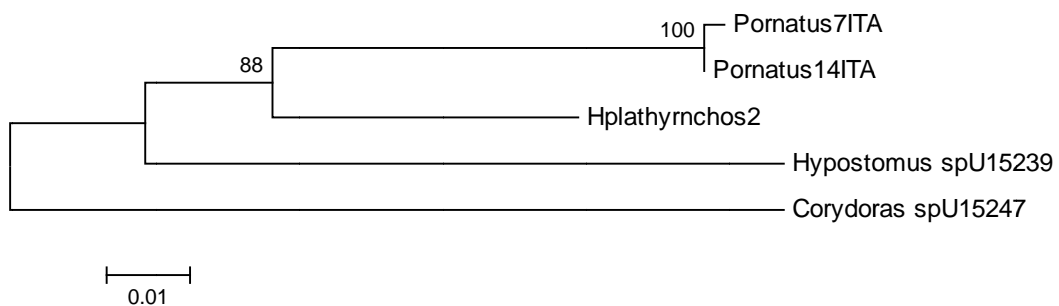 100
Pornatus7ITA
Pornatus14ITA
88
Hplathyrnchos2
Hypostomus spU15239
Corydoras spU15247
0.01